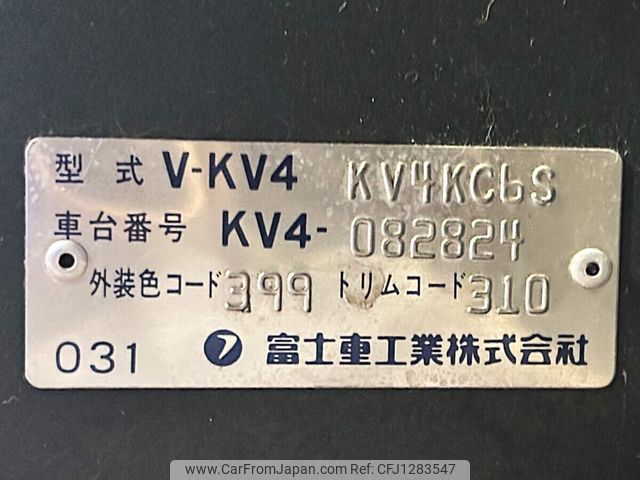 型式 V-KV4 KV4KC6S
車台番号 KV4- 082824
外装色コード 399 トリムコード 310
031 フ 富士重工業株式会社
www.CarFromJapan.com CFJ1283547